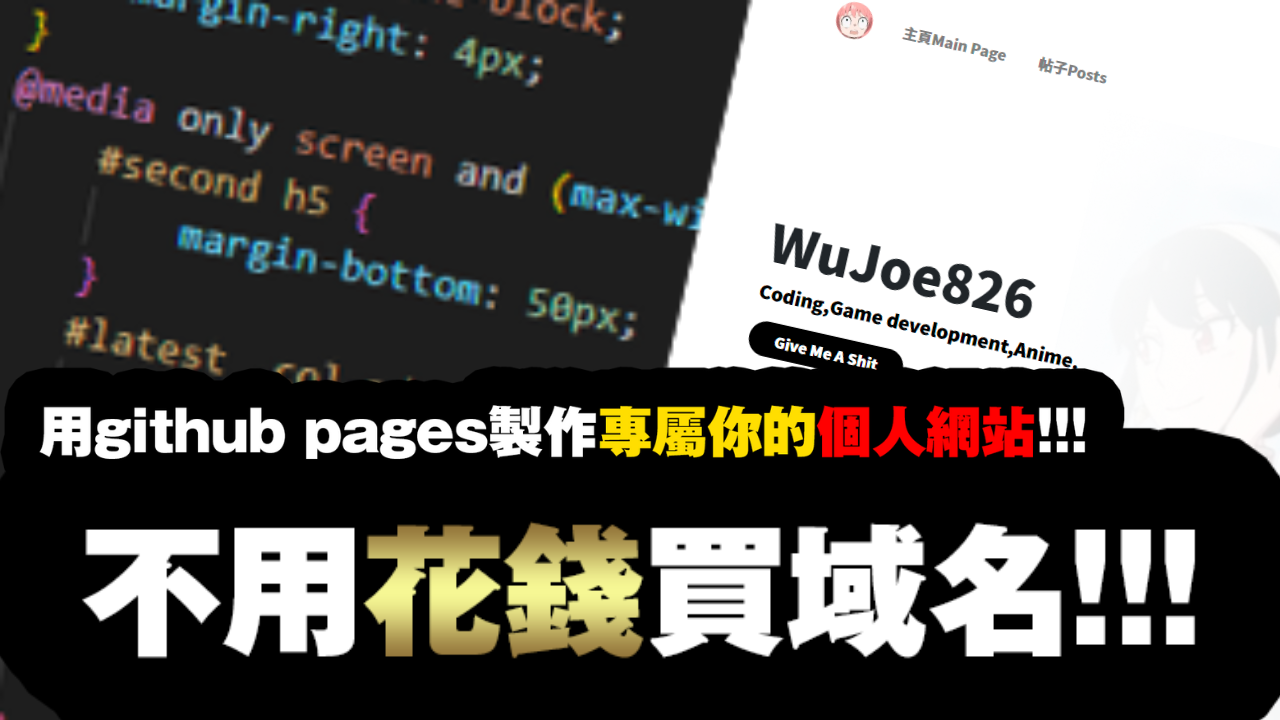 block;
margin-right: 4px;
}
@media only screen and (max-wi
#second h5 {
margin-bottom: 50px;
}
#latest
主頁Main Page
帖子Posts
WuJoe826
Coding,Game development,Anime.
Give Me A Shit
用github pages製作專屬你的個人網站!!!
不用花錢買域名!!!